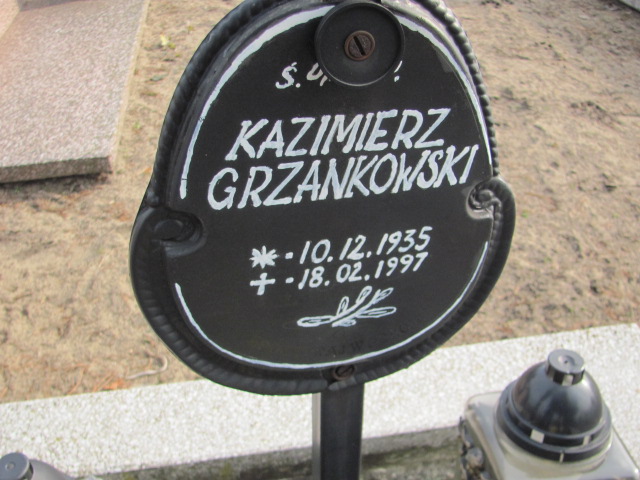 KAZIMIERZ
GRZANKOWSKI
* - 10.12.1935
✝ - 18.02.1997